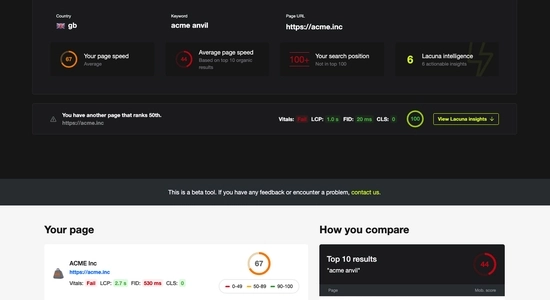 Country
Keyword
Page URL
gb
acme anvil
https://acme.inc
67
Your page speed
Average
44
Average page speed
Based on top 10 organic
results
100+
Your search position
Not in top 100
6
Lacuna intelligence
5 actionable insights
You have another page that ranks 50th.
https://acme.inc
Vitals: Fail LCP: 1.0 s FID: 20 ms CLS: 0
100
View Lacuna insights ↓
This is a beta tool. If you have any feedback or encounter a problem, contact us.
Your page
ACME Inc
https://acme.inc
Vitals: Fail LCP: 2.7 s FID: 530 ms CLS: 0
67
0-49 50-89 90-100
How you compare
Top 10 results
"acme anvil"
44
Page
Mob. score